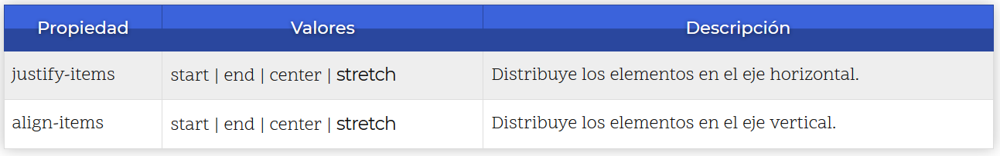 Propiedad Valores Descripción
justify-items start | end | center | stretch Distribuye los elementos en el eje horizontal.
align-items start | end | center | stretch Distribuye los elementos en el eje vertical.